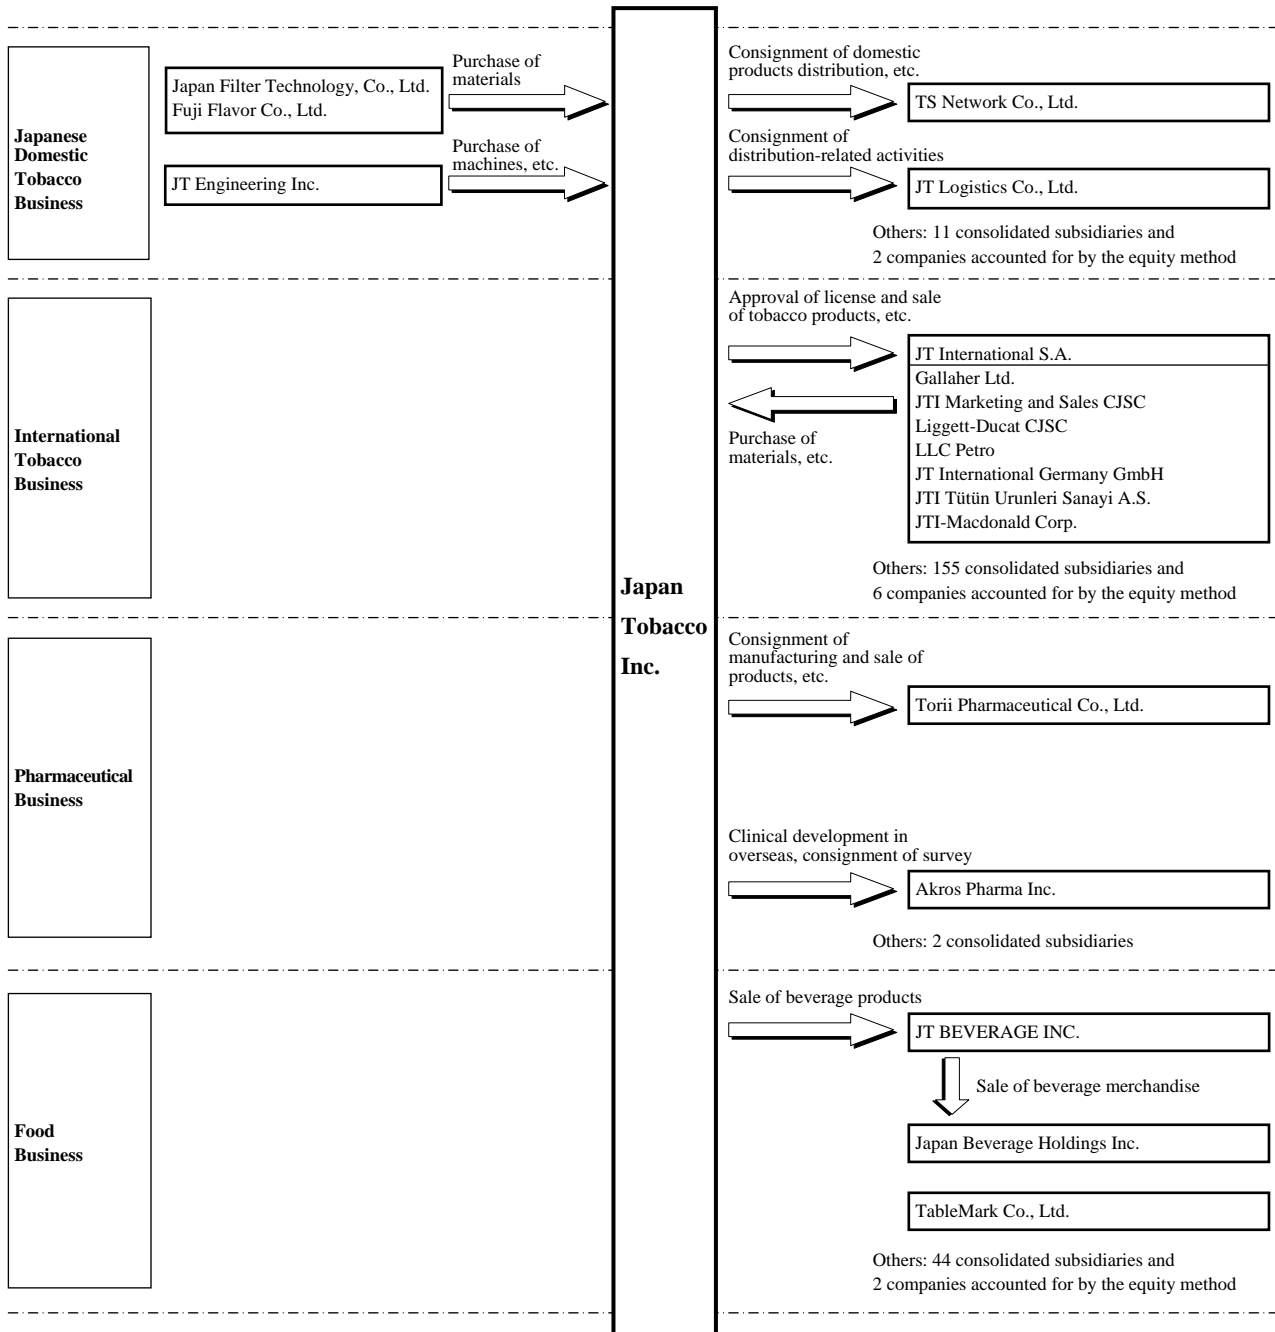 Japanese
Domestic
Tobacco
Business
Japan Filter Technology, Co., Ltd.
Fuji Flavor Co., Ltd.
Purchase of
materials
JT Engineering Inc.
Purchase of
machines, etc.
Consignment of domestic
products distribution, etc.
TS Network Co., Ltd.
Consignment of
distribution-related activities
JT Logistics Co., Ltd.
Others: 11 consolidated subsidiaries and
2 companies accounted for by the equity method
International
Tobacco
Business
Approval of license and sale
of tobacco products, etc.
JT International S.A.
Gallaher Ltd.
JTI Marketing and Sales CJSC
Liggett-Ducat CJSC
LLC Petro
JT International Germany GmbH
JTI Tütün Urunleri Sanayi A.S.
JTI-Macdonald Corp.
Purchase of
materials, etc.
Others: 155 consolidated subsidiaries and
6 companies accounted for by the equity method
Japan
Tobacco
Inc.
Pharmaceutical
Business
Consignment of
manufacturing and sale of
products, etc.
Torii Pharmaceutical Co., Ltd.
Clinical development in
overseas, consignment of survey
Akros Pharma Inc.
Others: 2 consolidated subsidiaries
Food
Business
Sale of beverage products
JT BEVERAGE INC.
Sale of beverage merchandise
Japan Beverage Holdings Inc.
TableMark Co., Ltd.
Others: 44 consolidated subsidiaries and
2 companies accounted for by the equity method